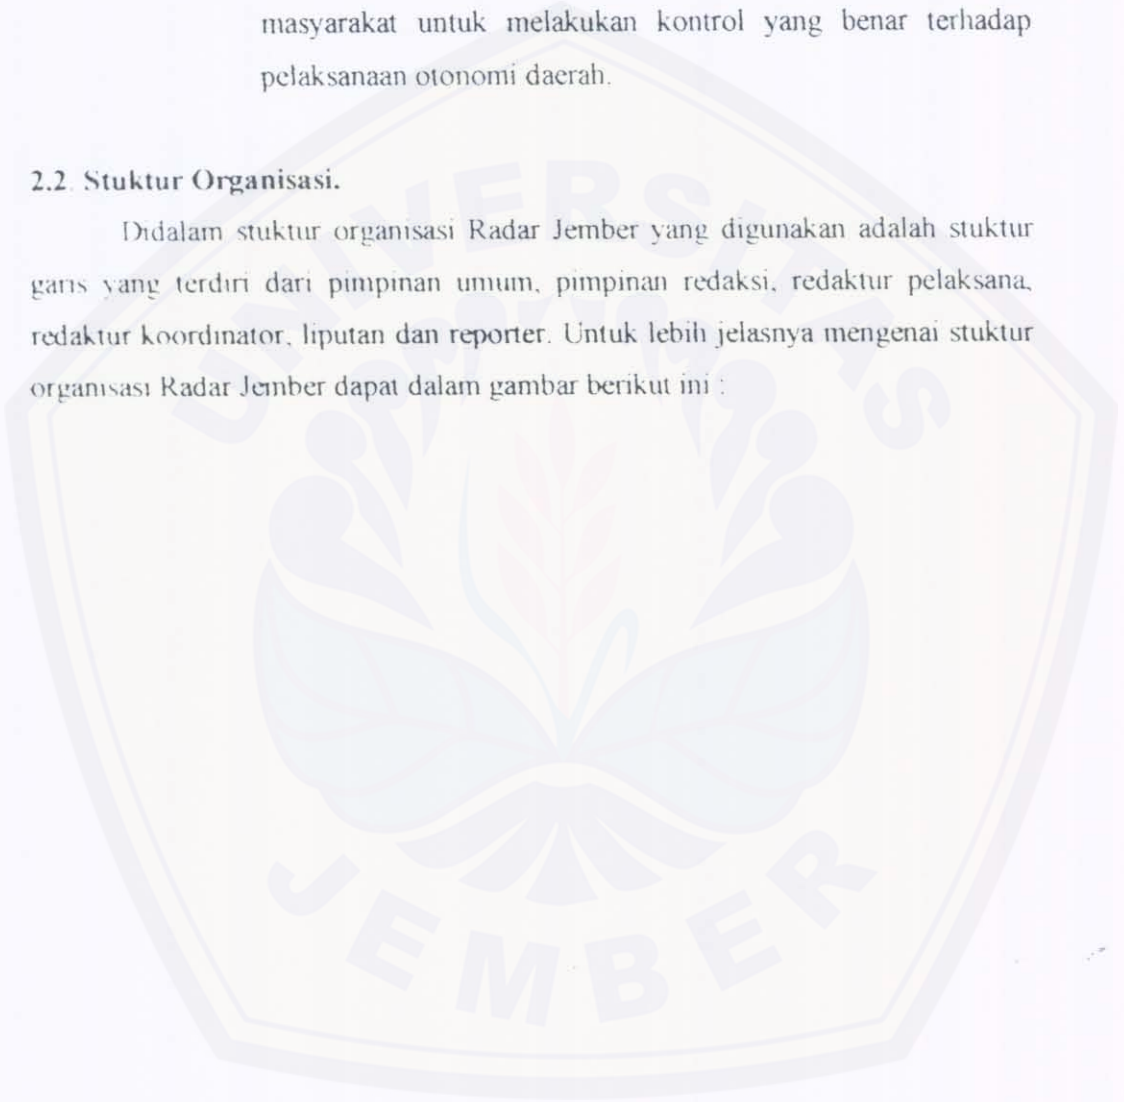 masyarakat untuk melakukan kontrol yang benar terhadap
pelaksanaan otonomi daerah.
2.2. Stuktur Organisasi.
Didalam stuktur organisasi Radar Jember yang digunakan adalah stuktur
garis yang terdiri dari pimpinan umum, pimpinan redaksi, redaktur pelaksana,
redaktur koordinator, liputan dan reporter. Untuk lebih jelasnya mengenai stuktur
organisasi Radar Jember dapat dalam gambar berikut ini :
UNIVERSITAS
JEMBER